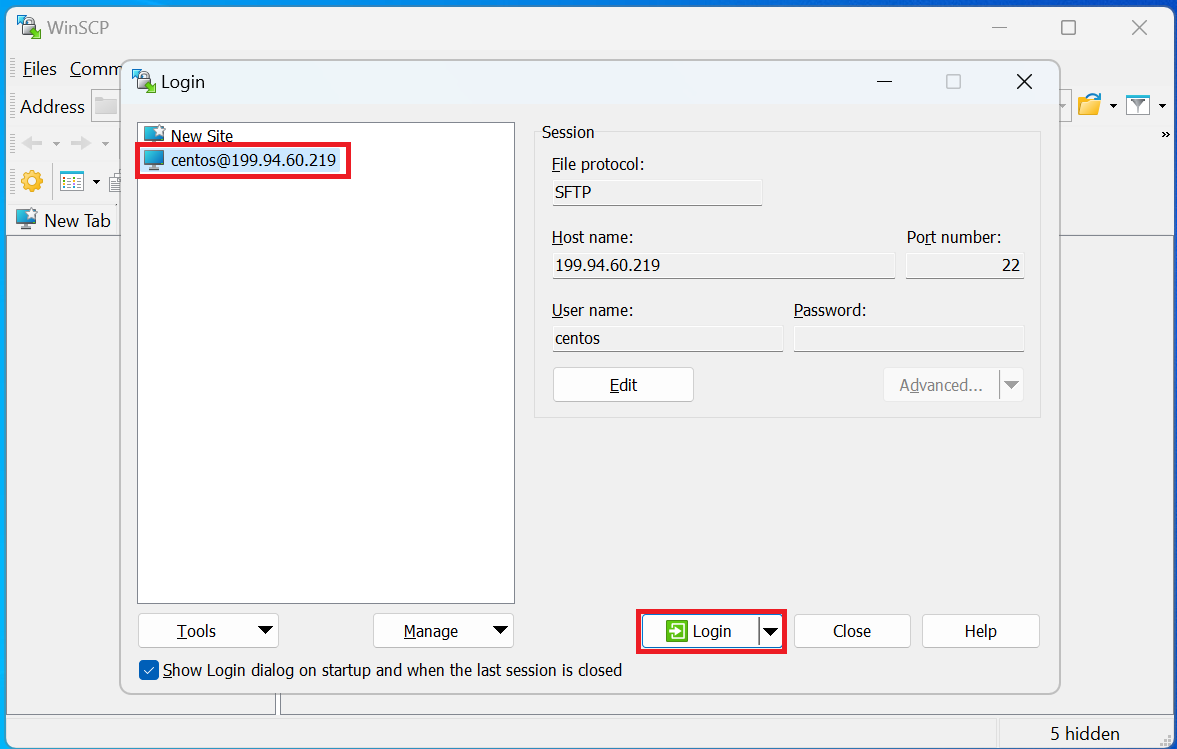 WinSCP
Files Comm
Login
Address
New Site
centos@199.94.60.219
New Tab
Session
File protocol:
SFTP
Host name: Port number:
199.94.60.219 22
User name: Password:
centos
Edit Advanced...
Tools Manage Login Close Help
Show Login dialog on startup and when the last session is closed
5 hidden